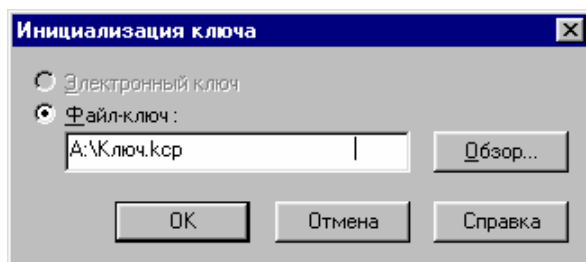 Инициализация ключа
Электронный ключ
Файл-ключ:
A:\Ключ.kcp
Обзор...
OK
Отмена
Справка